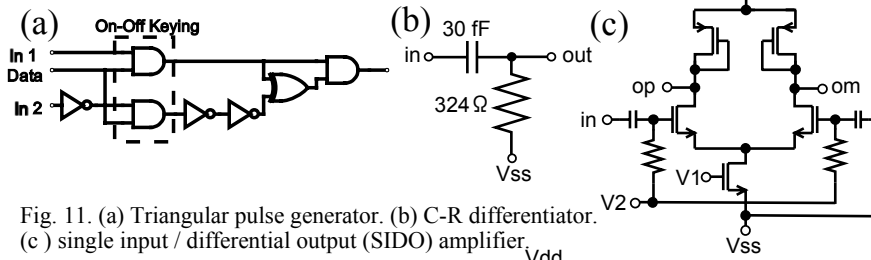 (a)
On-Off Keying
In 1
Data
In 2
(b)
30 fF
in
out
324 Ω
Vss
(c)
op
om
in
V1
V2
Vss
Fig. 11. (a) Triangular pulse generator. (b) C-R differentiator.
(c ) single input / differential output (SIDO) amplifier.
Vdd